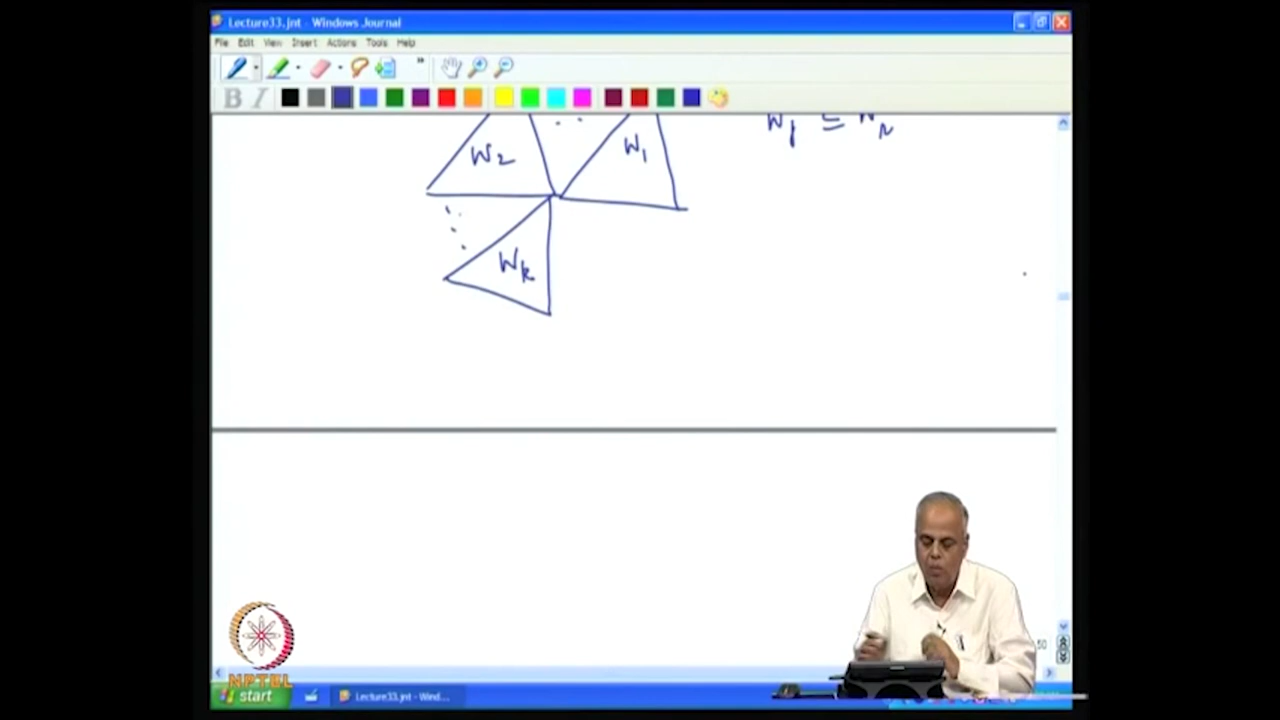 Lecture33.jnt - Windows Journal
File Edit View Insert Actions Tools Help
B I
W2 W1
Wk
50
NPTEL
start Lecture33.jnt - Wind...